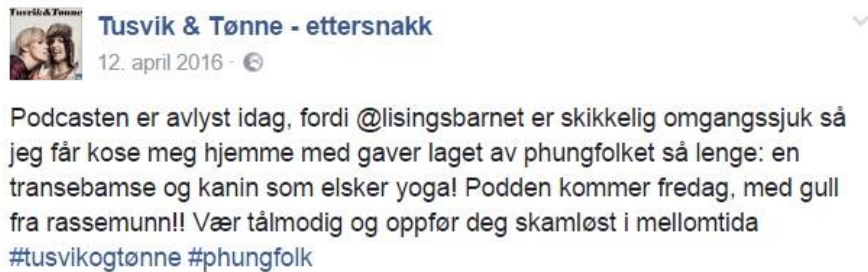 Tusvik & Tønne
Tusvik & Tønne - ettersnakk
12. april 2016 ·
Podcasten er avlyst idag, fordi @lisingsbarnet er skikkelig omgangssjuk så
jeg får kose meg hjemme med gaver laget av phungfolket så lenge: en
transebamse og kanin som elsker yoga! Podden kommer fredag, med gull
fra rassemunn!! Vær tålmodig og oppfør deg skamløst i mellomtida
#tusvikogtønne #phungfolk